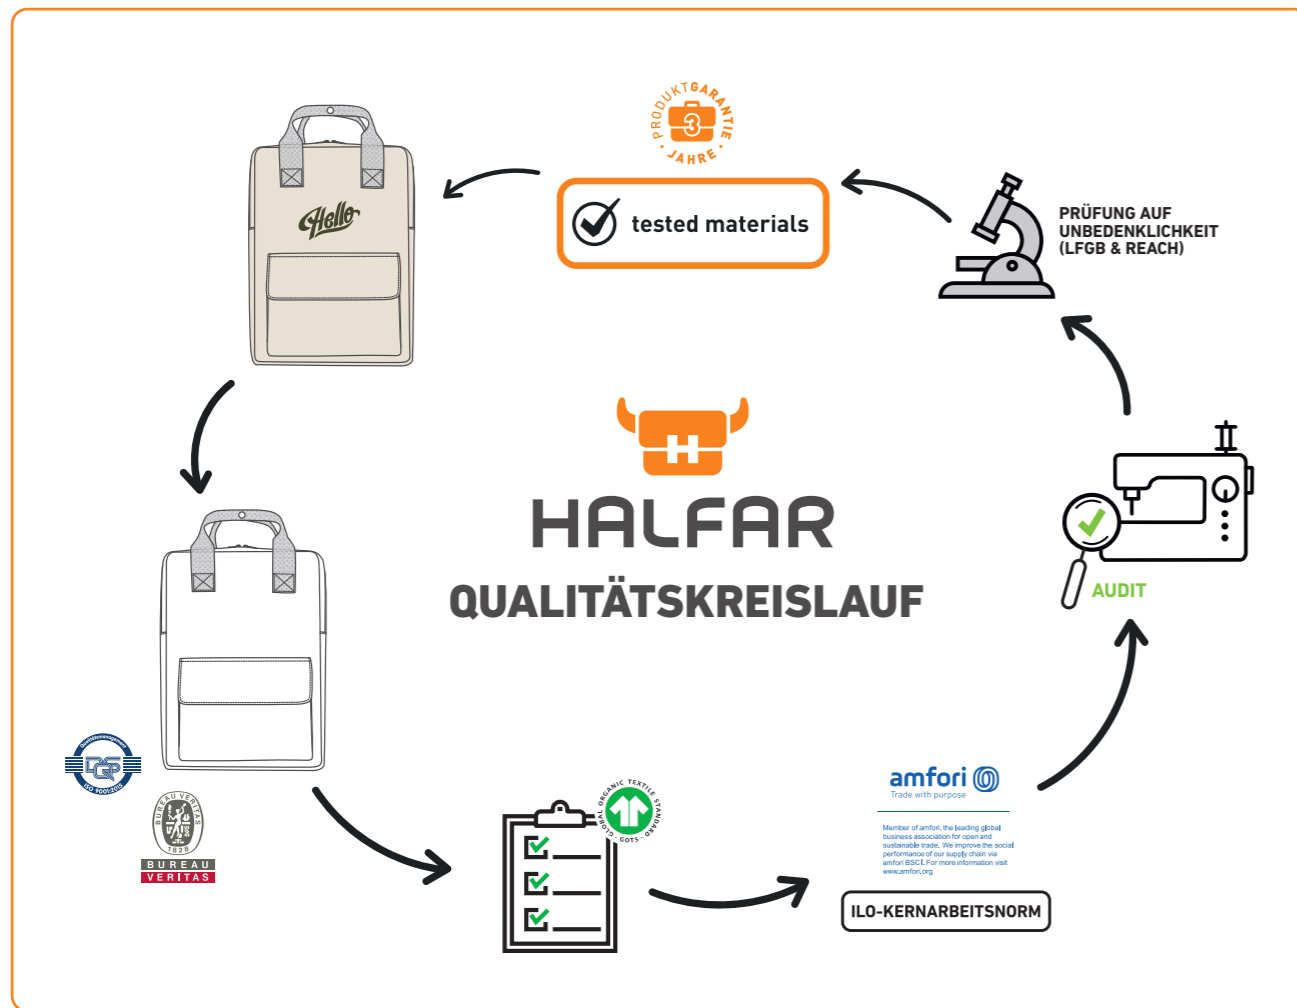 PRODUKTGARANTIE
3
• JAHRE •
tested materials
Hello
PRÜFUNG AUF
UNBEDENKLICHKEIT
(LFGB & REACH)
HALFAR
QUALITÄTSKREISLAUF
AUDIT
Qualitätsmanagement
DQGP
ISO 9001:2015
BUREAU VERITAS
1828
BUREAU
VERITAS
GLOBAL ORGANIC TEXTILE STANDARD
• GOTS •
amfori
Trade with purpose
Member of amfori, the leading global
business association for open and
sustainable trade. We improve the social
performance of our supply chain via
amfori BSCI. For more information visit
www.amfori.org
ILO-KERNARBEITSNORM